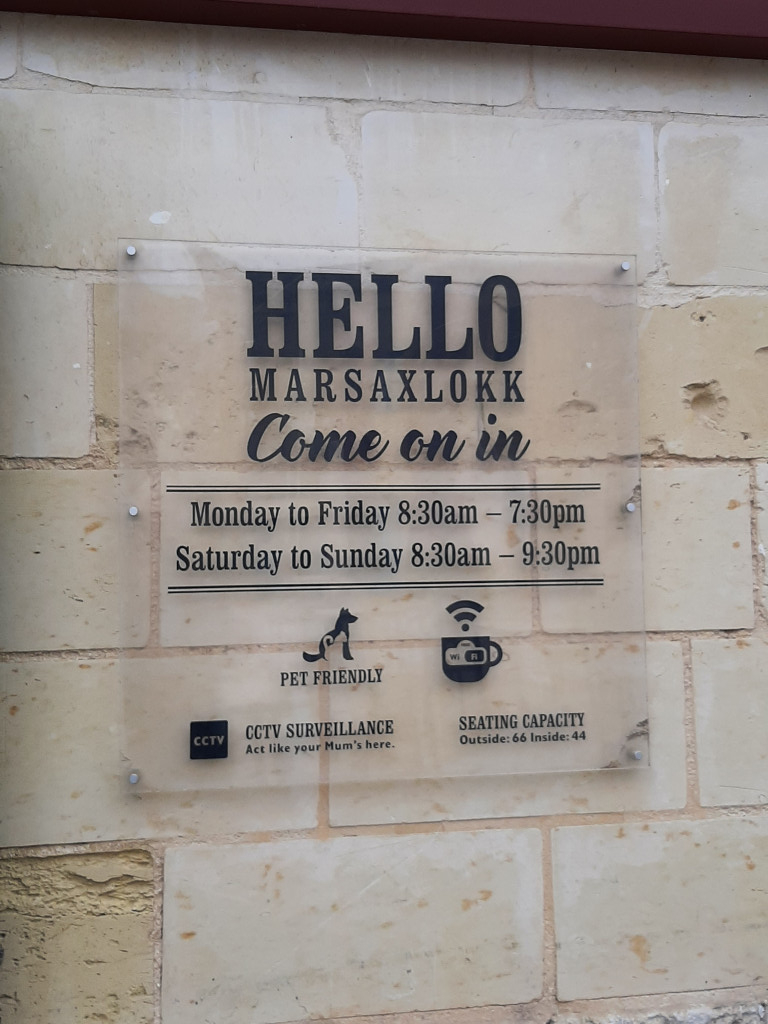 HELLO
MARSAXLOKK
Come on in
Monday to Friday 8:30am – 7:30pm
Saturday to Sunday 8:30am – 9:30pm
PET FRIENDLY
Wi Fi
CCTV
CCTV SURVEILLANCE
Act like your Mum's here.
SEATING CAPACITY
Outside: 66 Inside: 44